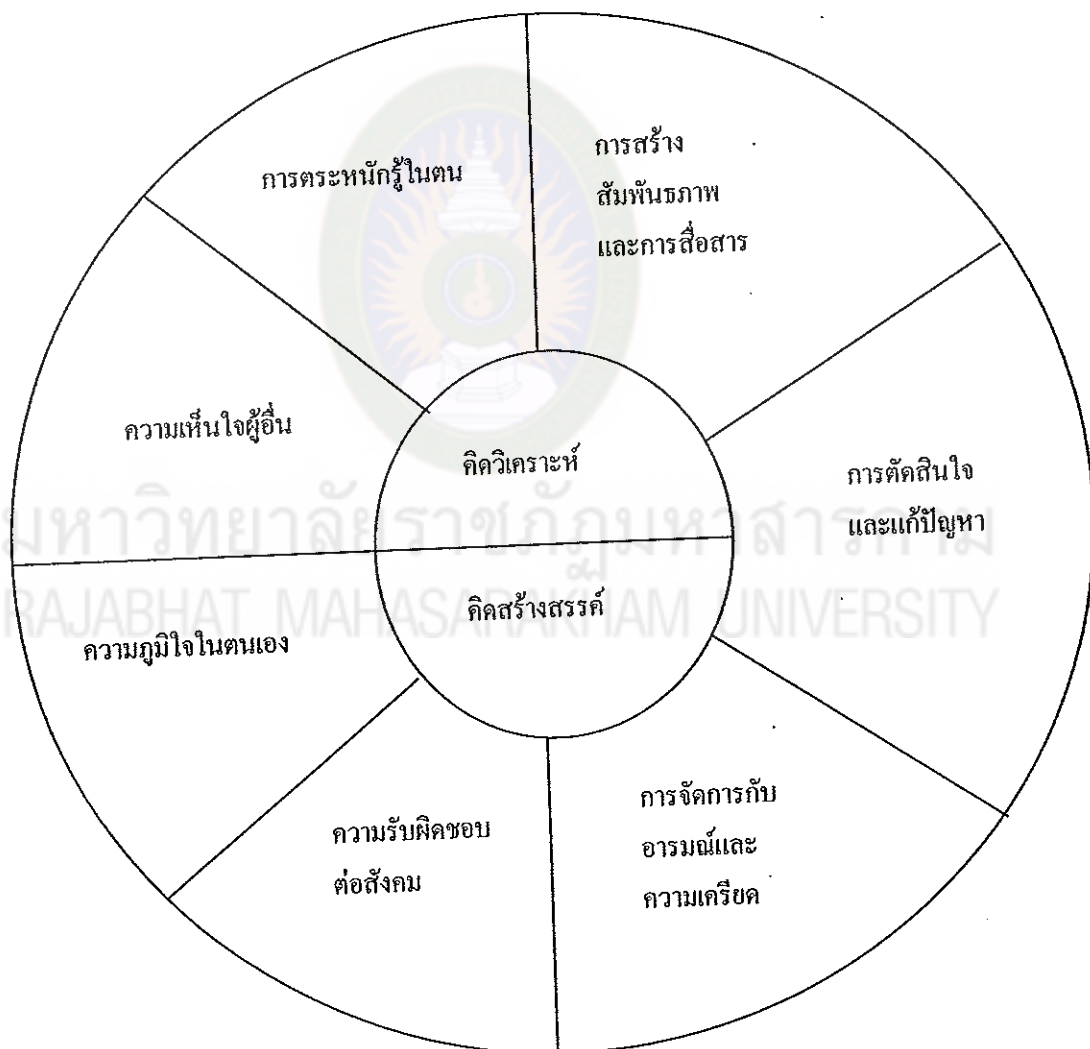 การตระหนักรู้ในตน
การสร้าง
สัมพันธภาพ
และการสื่อสาร
ความเห็นใจผู้อื่น
คิดวิเคราะห์
การตัดสินใจ
และแก้ปัญหา
มหาวิทยาลัยราชภัฏมหาสารคาม
RAJABHAT MAHASARAKHAM UNIVERSITY
คิดสร้างสรรค์
ความภูมิใจในตนเอง
การจัดการกับ
อารมณ์และ
ความเครียด
ความรับผิดชอบ
ต่อสังคม